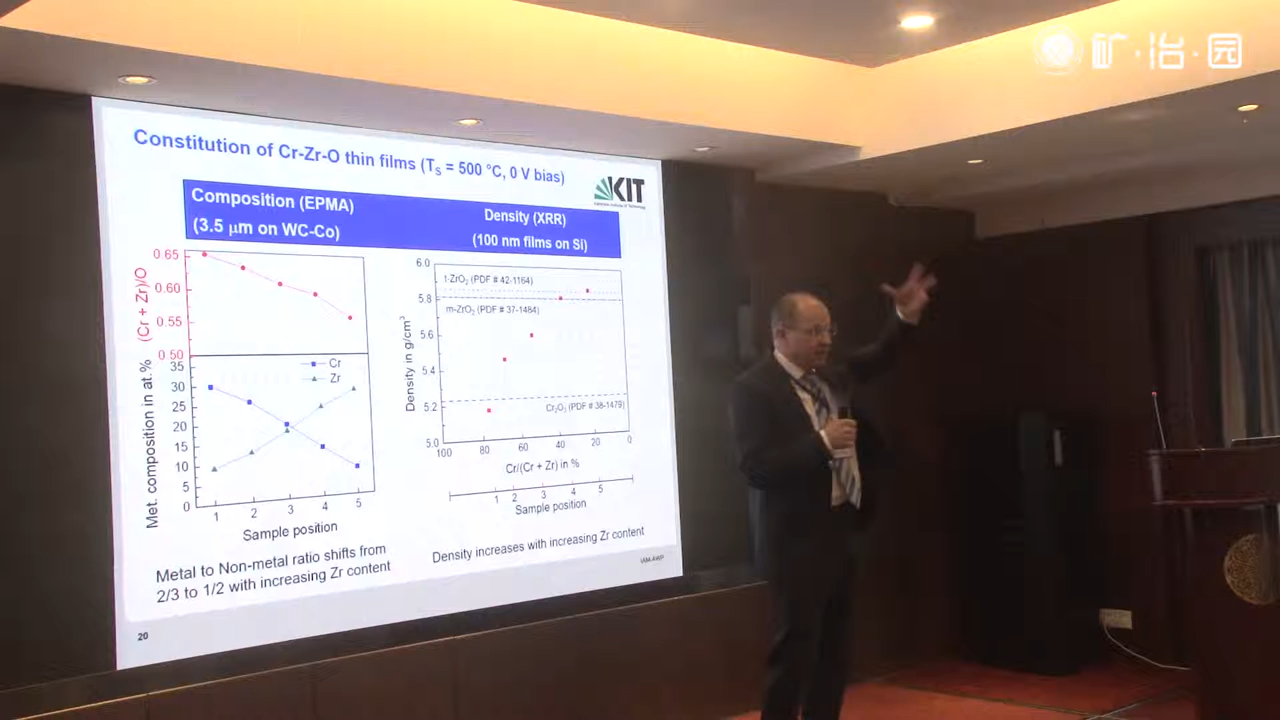 矿·冶·园
Constitution of Cr-Zr-O thin films (T_S = 500 °C, 0 V bias)
KIT
Composition (EPMA)
(3.5 μm on WC-Co)
Density (XRR)
(100 nm films on Si)
(Cr + Zr)/O
0.65
0.60
0.55
0.50
Met. composition in at.%
35
30
25
20
15
10
5
0
Cr
Zr
1 2 3 4 5
Sample position
Density in g/cm³
6.0
5.8
5.6
5.4
5.2
5.0
t-ZrO₂ (PDF # 42-1164)
m-ZrO₂ (PDF # 37-1484)
Cr₂O₃ (PDF # 38-1479)
100 80 60 40 20 0
Cr/(Cr + Zr) in %
1 2 3 4 5
Sample position
Metal to Non-metal ratio shifts from
2/3 to 1/2 with increasing Zr content
Density increases with increasing Zr content
20